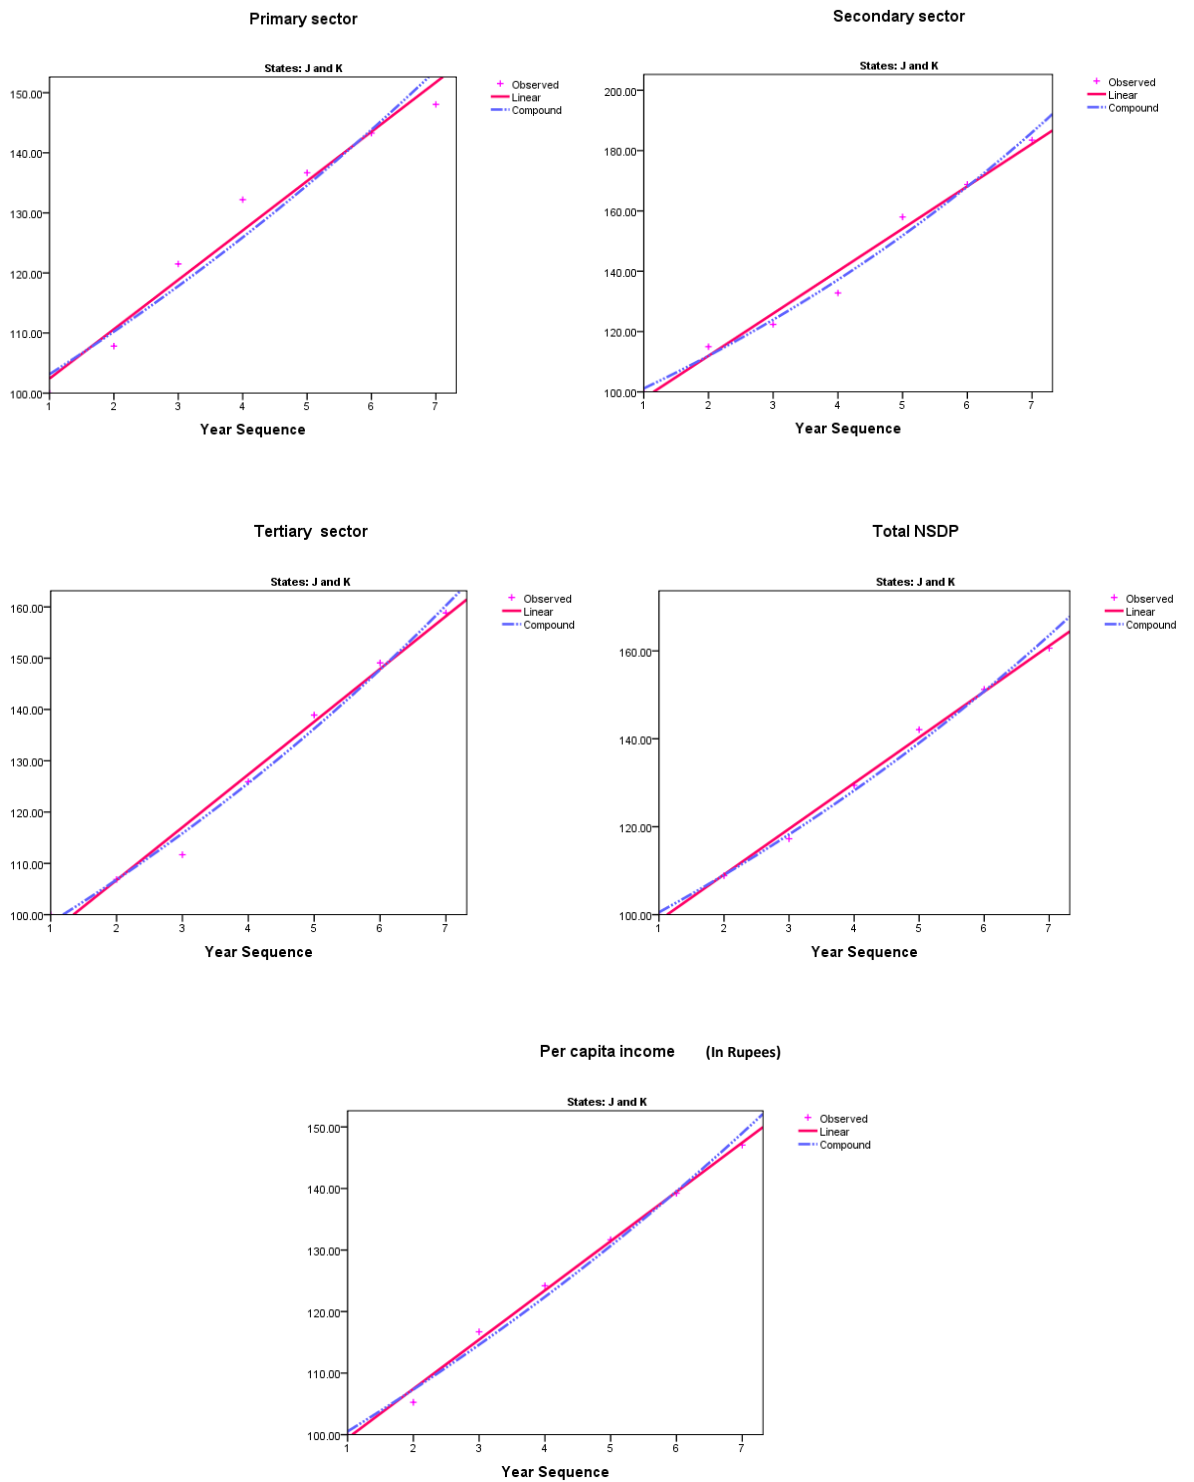 Primary sector
States: J and K
Observed
Linear
Compound
150.00
140.00
130.00
120.00
110.00
100.00
1 2 3 4 5 6 7
Year Sequence
Secondary sector
States: J and K
Observed
Linear
Compound
200.00
180.00
160.00
140.00
120.00
100.00
1 2 3 4 5 6 7
Year Sequence
Tertiary sector
States: J and K
Observed
Linear
Compound
160.00
150.00
140.00
130.00
120.00
110.00
100.00
1 2 3 4 5 6 7
Year Sequence
Total NSDP
States: J and K
Observed
Linear
Compound
160.00
140.00
120.00
100.00
1 2 3 4 5 6 7
Year Sequence
Per capita income (In Rupees)
States: J and K
Observed
Linear
Compound
150.00
140.00
130.00
120.00
110.00
100.00
1 2 3 4 5 6 7
Year Sequence